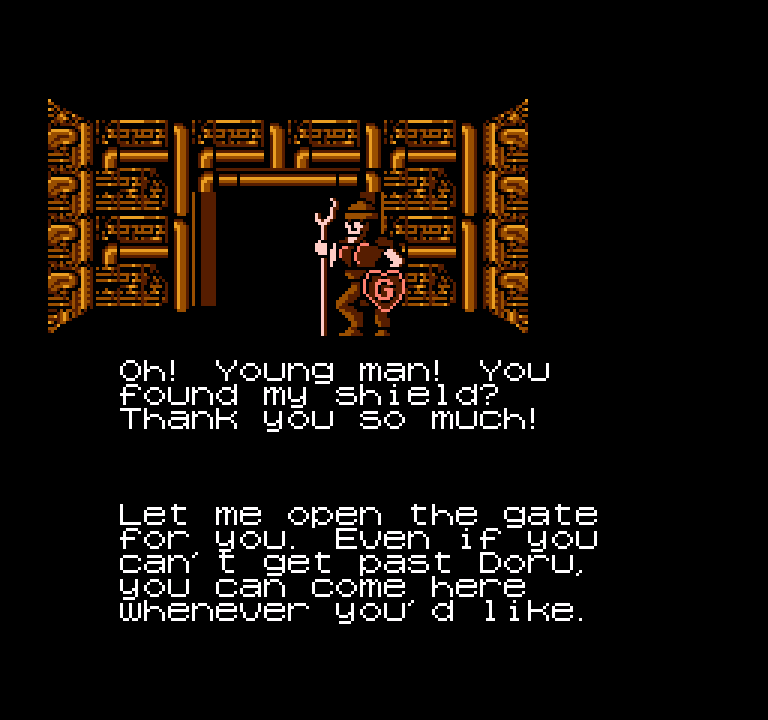 G
Oh! Young man! You
found my shield?
Thank you so much!
Let me open the gate
for you. Even if you
can't get past Doru,
you can come here
whenever you'd like.